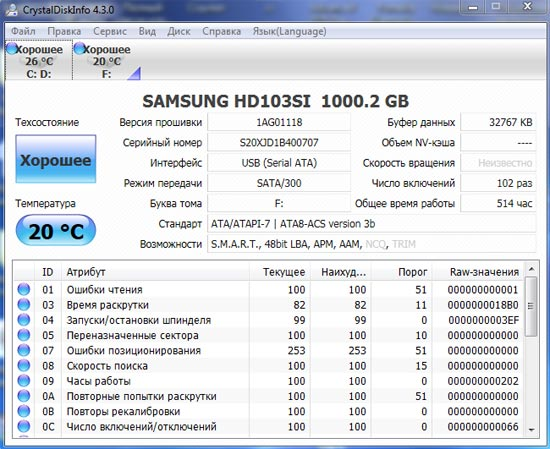 CrystalDiskInfo 4.3.0
Файл Правка Сервис Вид Диск Справка Язык(Language)
Хорошее Хорошее
26 °C 20 °C
C: D: F:
SAMSUNG HD103SI 1000.2 GB
Техсостояние
Хорошее
Температура
20 °C
Версия прошивки 1AG01118 Буфер данных 32767 KB
Серийный номер S20XJD1B400707 Объем NV-кэша ----
Интерфейс USB (Serial ATA) Скорость вращения Неизвестно
Режим передачи SATA/300 Число включений 102 раз
Буква тома F: Общее время работы 514 час
Стандарт ATA/ATAPI-7 | ATA8-ACS version 3b
Возможности S.M.A.R.T., 48bit LBA, APM, AAM, NCQ, TRIM
ID Атрибут Текущее Наихуд... Порог Raw-значения
01 Ошибки чтения 100 100 51 000000000001
03 Время раскрутки 82 82 11 0000000018B0
04 Запуски/остановки шпинделя 99 99 0 0000000003EF
05 Переназначенные сектора 100 100 10 000000000000
07 Ошибки позиционирования 253 253 51 000000000000
08 Скорость поиска 100 100 15 000000000000
09 Часы работы 100 100 0 000000000202
0A Повторные попытки раскрутки 100 100 51 000000000000
0B Повторы рекалибровки 100 100 0 000000000000
0C Число включений/отключений 100 100 0 000000000066